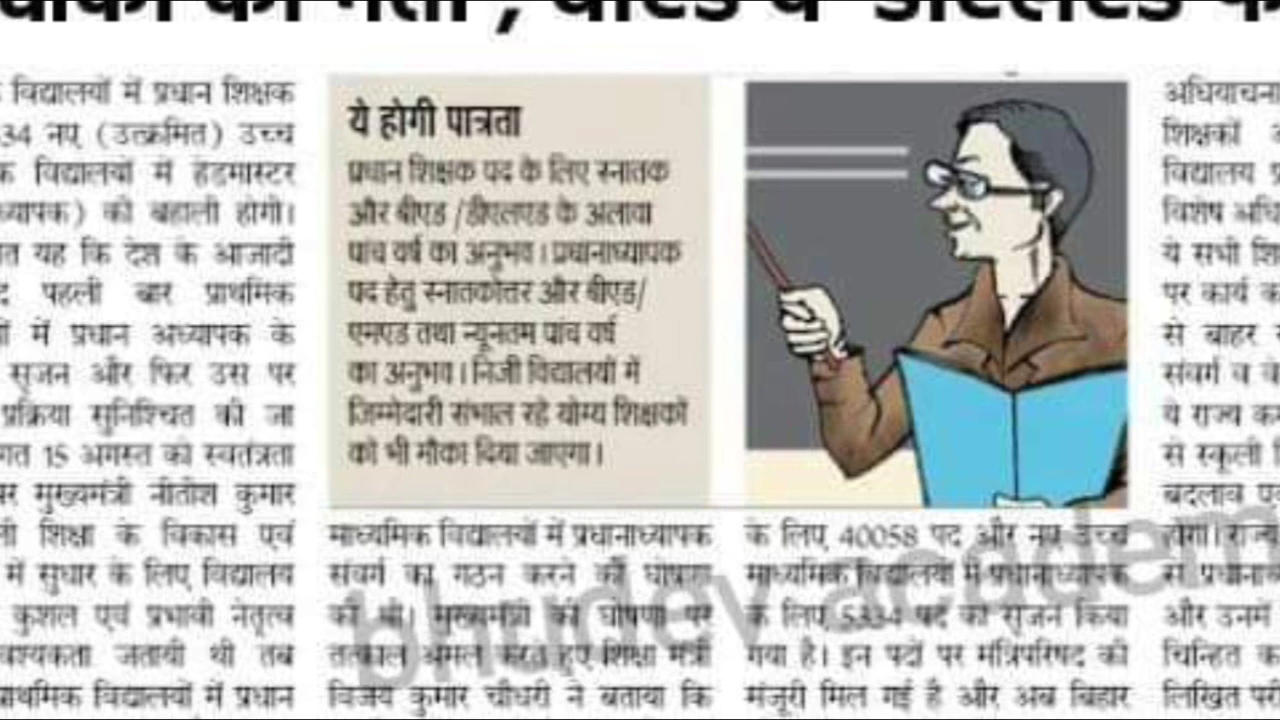 विद्यालयों में प्रधान शिक्षक
34 नए (उत्क्रमित) उच्च
विद्यालयों में हेडमास्टर
की बहाली होगी।
यह कि देश के आजादी
पहली बार प्राथमिक
में प्रधान अध्यापक के
सृजन और फिर उस पर
प्रक्रिया सुनिश्चित की जा
गत 15 अगस्त को स्वतंत्रता
मुख्यमंत्री नीतीश कुमार
शिक्षा के विकास एवं
में सुधार के लिए विद्यालय
कुशल एवं प्रभावी नेतृत्व
जतायी थी तब
विद्यालयों में प्रधान
ये होगी पात्रता
प्रधान शिक्षक पद के लिए स्नातक
और बीएड /डीएलएड के अलावा
पांच वर्ष का अनुभव। प्रधानाध्यापक
पद हेतु स्नातकोत्तर और बीएड/
एमएड तथा न्यूनतम पांच वर्ष
का अनुभव। निजी विद्यालयों में
जिम्मेदारी संभाल रहे योग्य शिक्षकों
को भी मौका दिया जाएगा।
माध्यमिक विद्यालयों में प्रधानाध्यापक
संवर्ग का गठन करने की घोषणा
की थी। मुख्यमंत्री की घोषणा पर
तत्काल अमल करते हुए शिक्षा मंत्री
विजय कुमार चौधरी ने बताया कि
के लिए 40058 पद और नए उच्च
माध्यमिक विद्यालयों में प्रधानाध्यापक
के लिए 5334 पद का सृजन किया
गया है। इन पदों पर मंत्रिपरिषद की
मंजूरी मिल गई है और अब बिहार
अधियाचना
शिक्षकों
विद्यालय
विशेष
ये सभी
पर कार्य
से बाहर
संवर्ग व
ये राज्य
से स्कूली
बदलाव
होगा। राज्य
से
और उनमें
चिन्हित
लिखित
bhudev academ